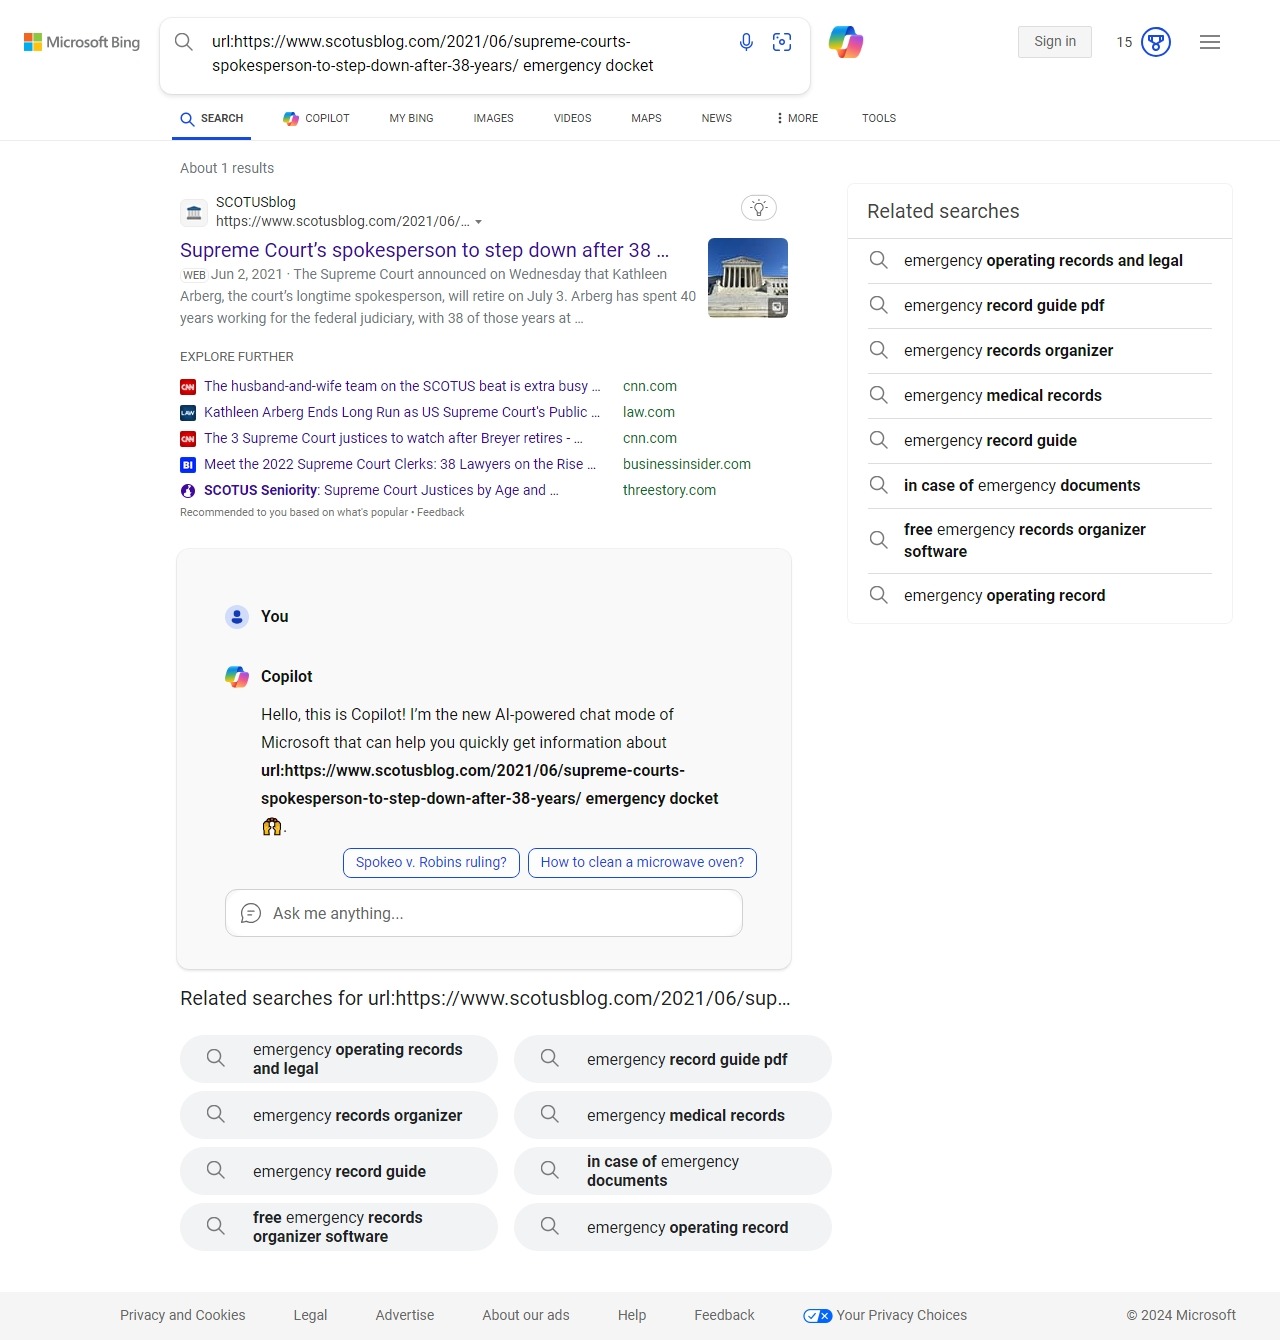 Microsoft Bing
url:https://www.scotusblog.com/2021/06/supreme-courts-
spokesperson-to-step-down-after-38-years/ emergency docket
Sign in
15
SEARCH
COPILOT
MY BING
IMAGES
VIDEOS
MAPS
NEWS
MORE
TOOLS
About 1 results
SCOTUSblog
https://www.scotusblog.com/2021/06/...
Supreme Court’s spokesperson to step down after 38 ...
WEB Jun 2, 2021 · The Supreme Court announced on Wednesday that Kathleen
Arberg, the court’s longtime spokesperson, will retire on July 3. Arberg has spent 40
years working for the federal judiciary, with 38 of those years at ...
EXPLORE FURTHER
CNN The husband-and-wife team on the SCOTUS beat is extra busy ... cnn.com
LAW Kathleen Arberg Ends Long Run as US Supreme Court's Public ... law.com
CNN The 3 Supreme Court justices to watch after Breyer retires - ... cnn.com
BI Meet the 2022 Supreme Court Clerks: 38 Lawyers on the Rise ... businessinsider.com
SCOTUS Seniority: Supreme Court Justices by Age and ... threestory.com
Recommended to you based on what's popular • Feedback
You
Copilot
Hello, this is Copilot! I’m the new AI-powered chat mode of
Microsoft that can help you quickly get information about
url:https://www.scotusblog.com/2021/06/supreme-courts-
spokesperson-to-step-down-after-38-years/ emergency docket
🙌.
Spokeo v. Robins ruling?
How to clean a microwave oven?
Ask me anything...
Related searches for url:https://www.scotusblog.com/2021/06/sup...
emergency operating records
and legal
emergency record guide pdf
emergency records organizer
emergency medical records
emergency record guide
in case of emergency
documents
free emergency records
organizer software
emergency operating record
Related searches
emergency operating records and legal
emergency record guide pdf
emergency records organizer
emergency medical records
emergency record guide
in case of emergency documents
free emergency records organizer
software
emergency operating record
Privacy and Cookies
Legal
Advertise
About our ads
Help
Feedback
Your Privacy Choices
© 2024 Microsoft